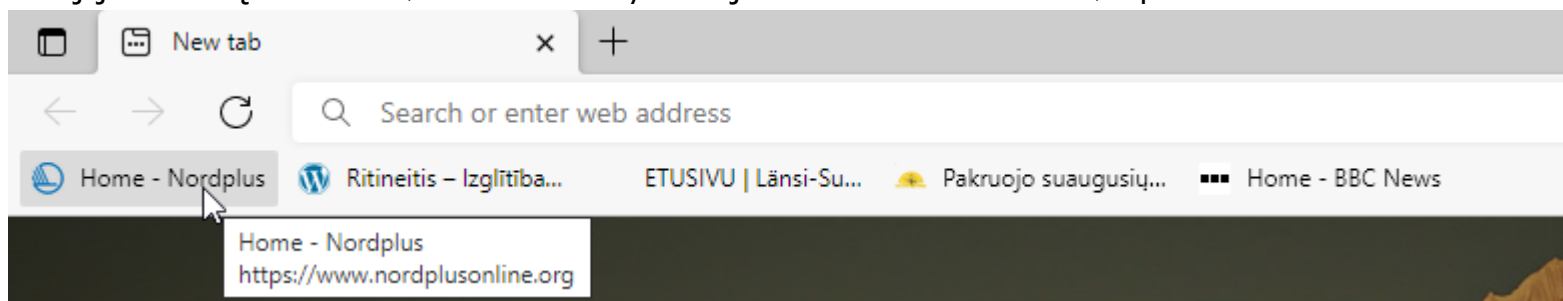 New tab
Search or enter web address
Home - Nordplus Ritineitis – Izglītība... ETUSIVU | Länsi-Su... Pakruojo suaugusių... Home - BBC News
Home - Nordplus
https://www.nordplusonline.org